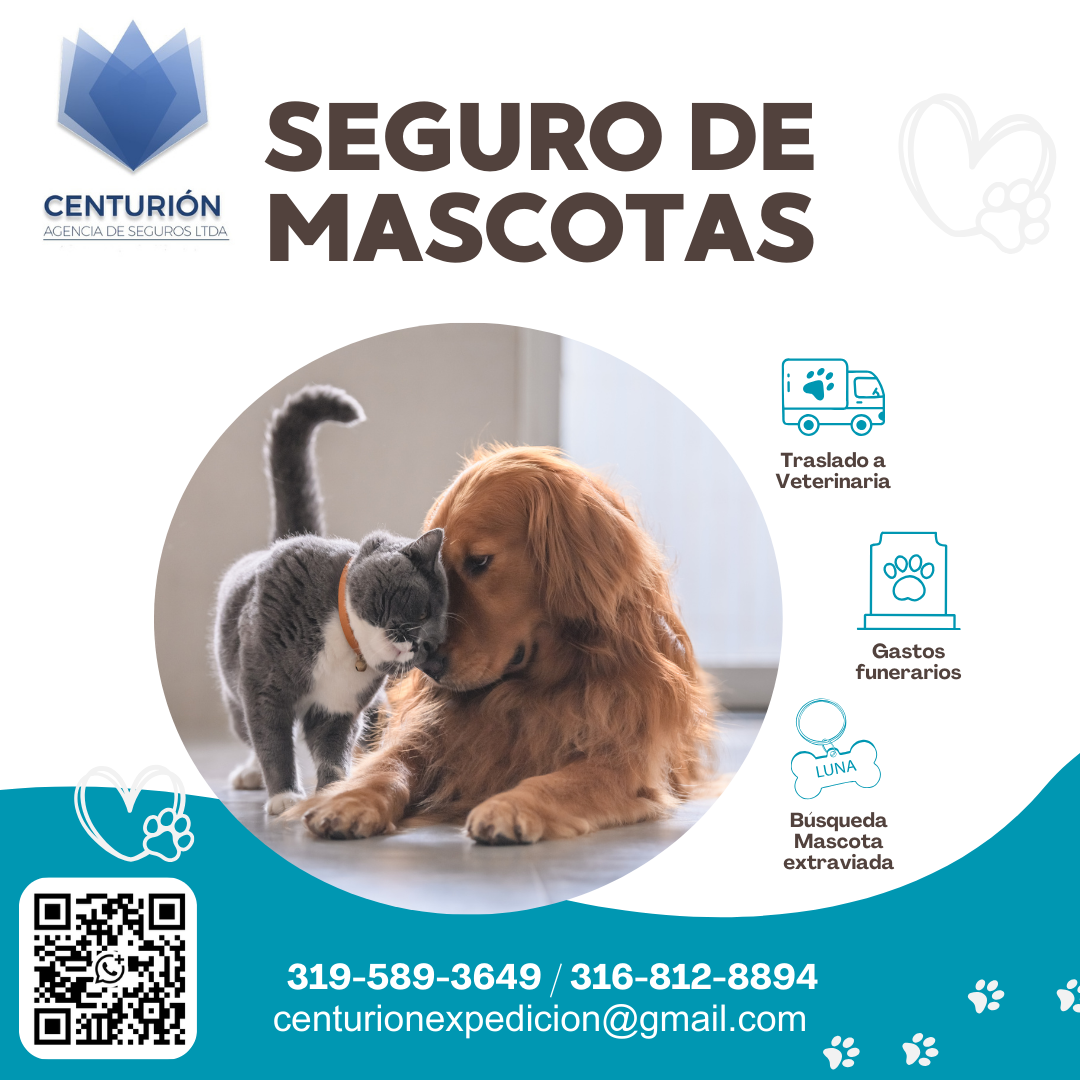 CENTURIÓN
AGENCIA DE SEGUROS LTDA
SEGURO DE
MASCOTAS
Traslado a
Veterinaria
Gastos
funerarios
LUNA
Búsqueda
Mascota
extraviada
319-589-3649 / 316-812-8894
centurionexpedicion@gmail.com